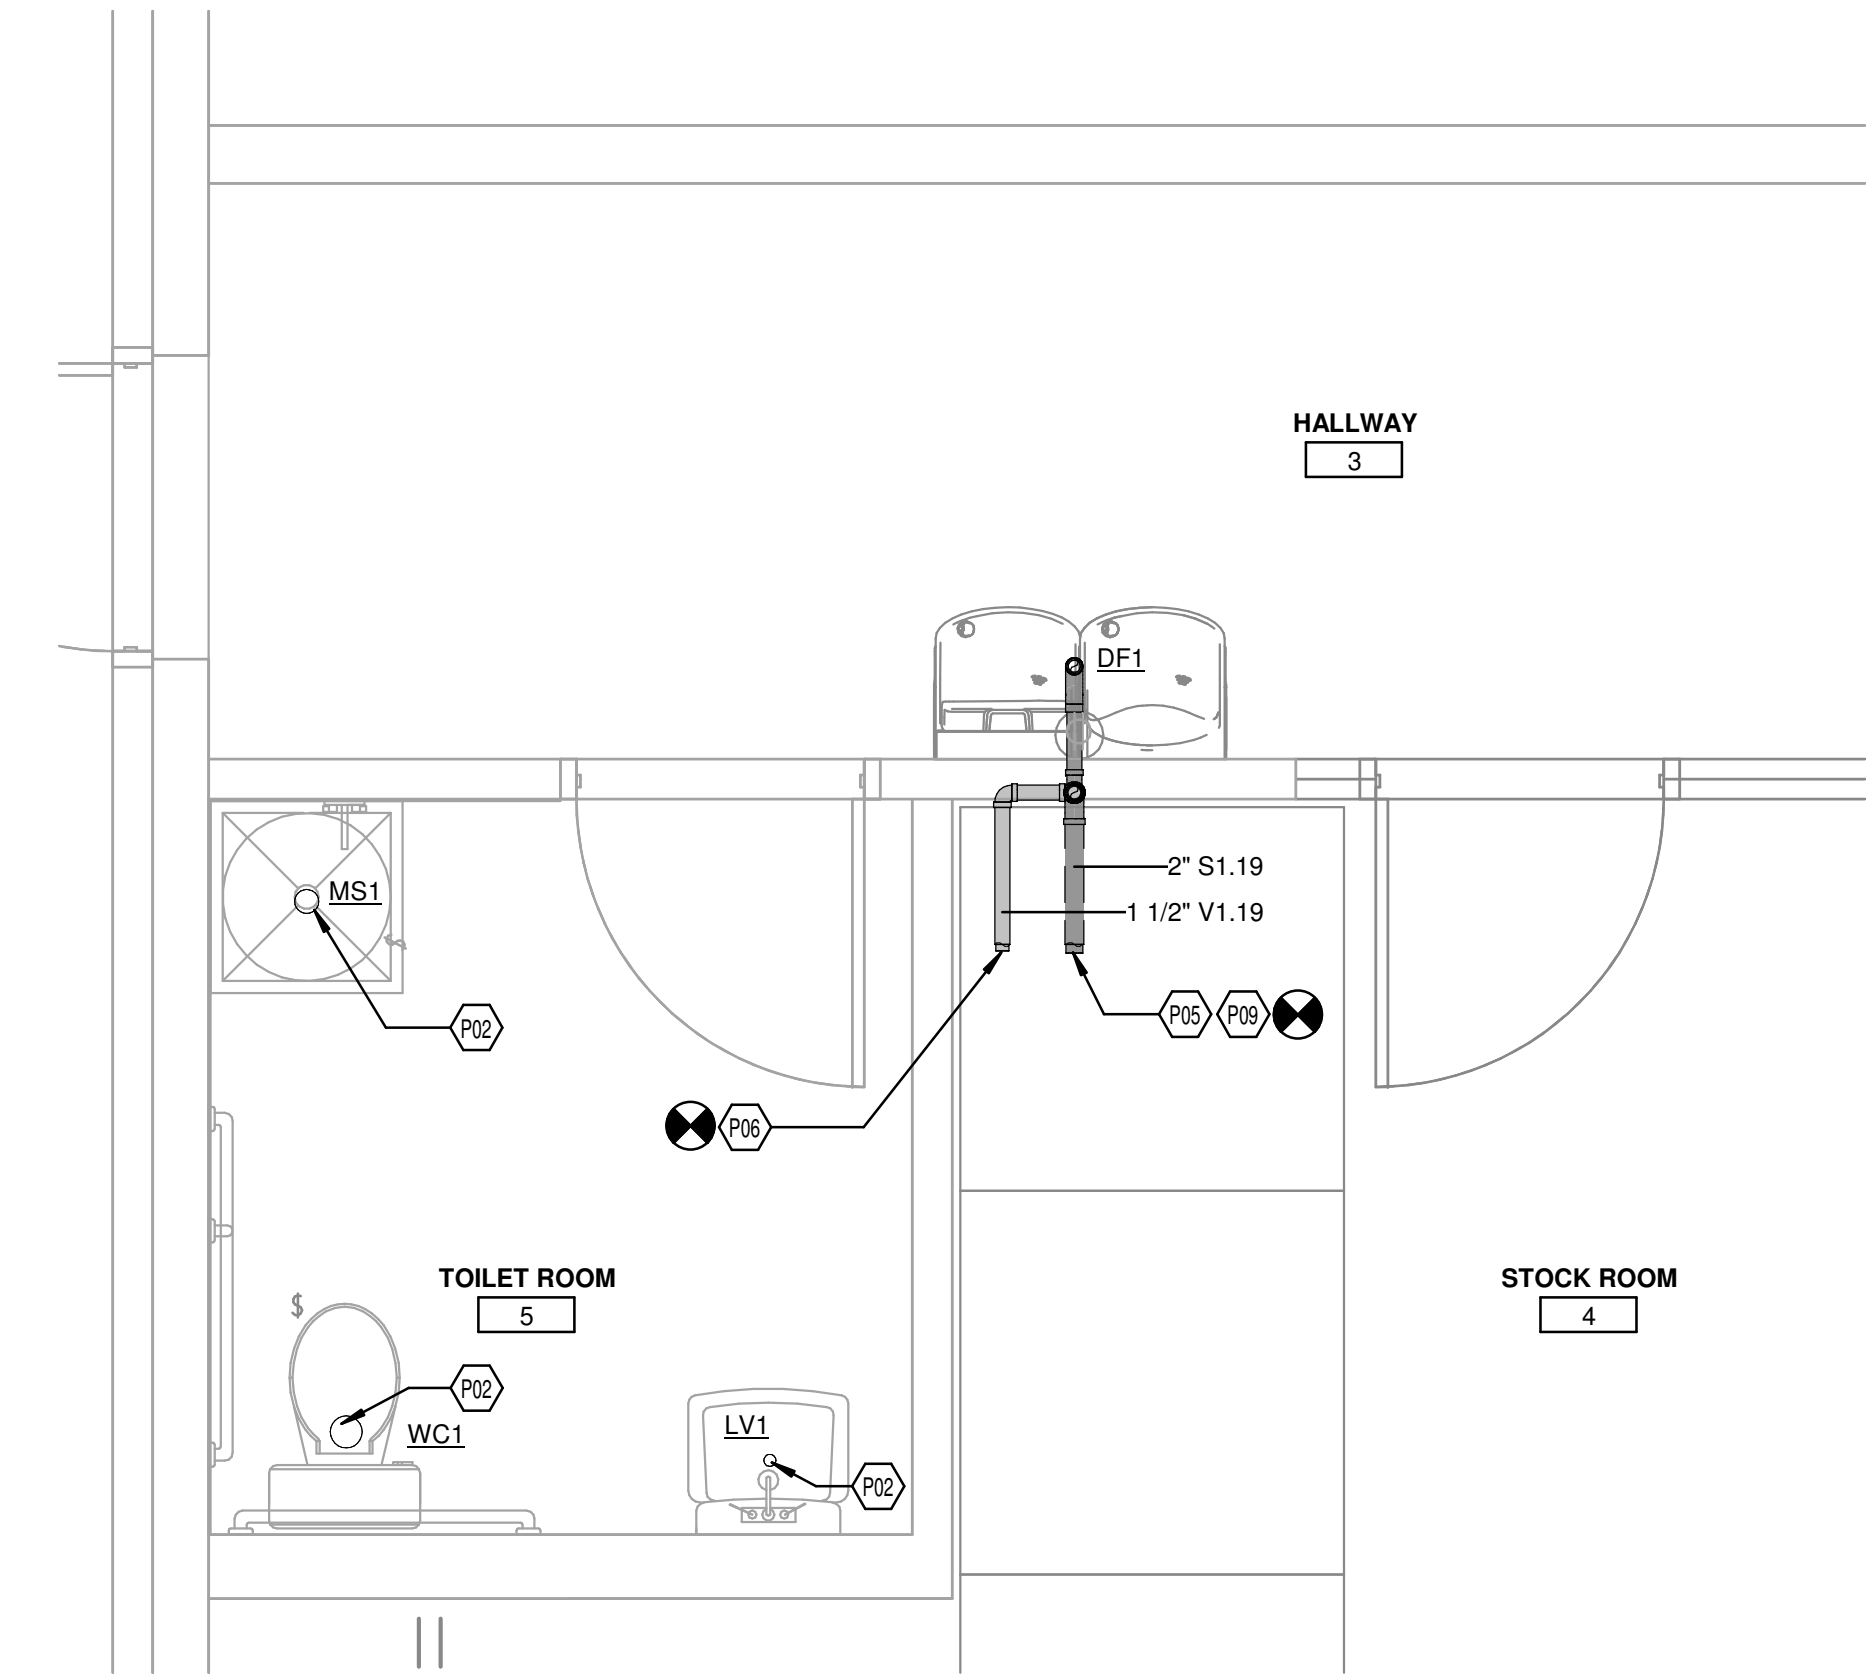 HALLWAY
3
DF1
2" S1.19
1 1/2" V1.19
MS1
P02
P05
P09
P06
TOILET ROOM
5
STOCK ROOM
4
$
$
P02
WC1
LV1
P02